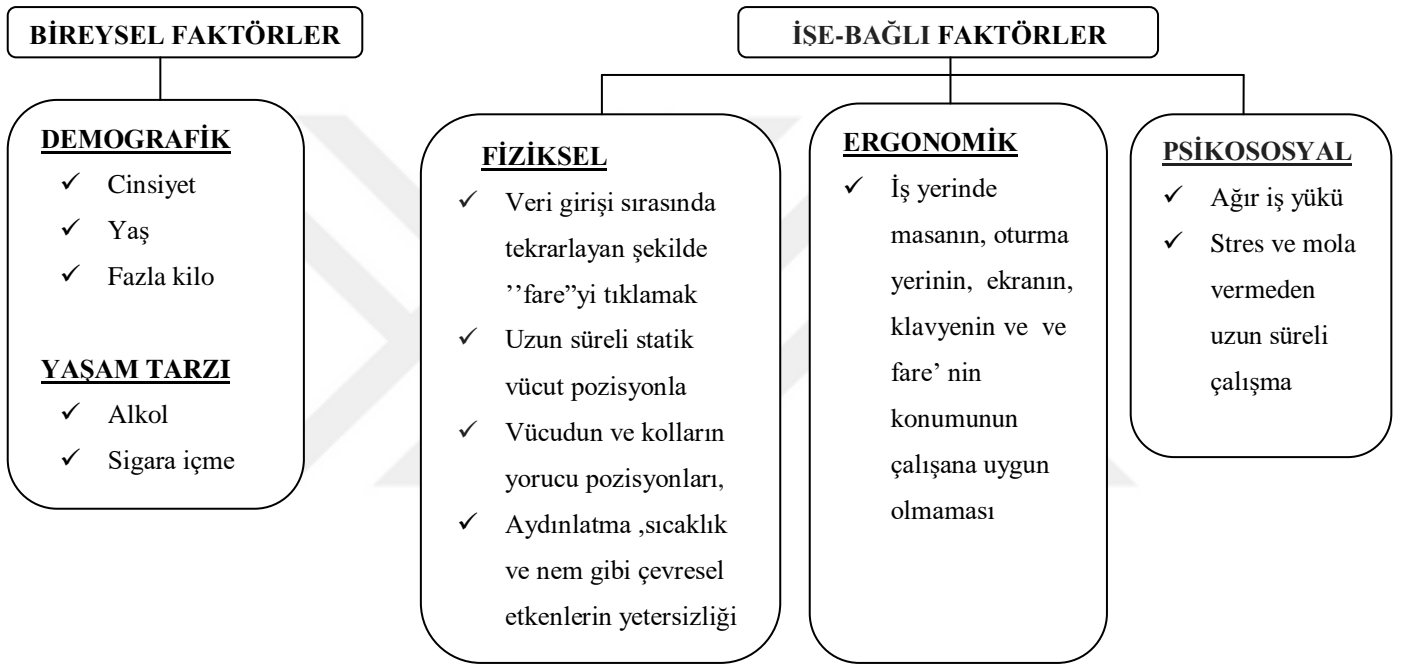 BİREYSEL FAKTÖRLER
DEMOGRAFİK
✓ Cinsiyet
✓ Yaş
✓ Fazla kilo
YAŞAM TARZI
✓ Alkol
✓ Sigara içme
İŞE-BAĞLI FAKTÖRLER
FİZİKSEL
✓ Veri girişi sırasında
tekrarlayan şekilde
’’fare”yi tıklamak
✓ Uzun süreli statik
vücut pozisyonla
✓ Vücudun ve kolların
yorucu pozisyonları,
✓ Aydınlatma ,sıcaklık
ve nem gibi çevresel
etkenlerin yetersizliği
ERGONOMİK
✓ İş yerinde
masanın, oturma
yerinin, ekranın,
klavyenin ve ve
fare’ nin
konumunun
çalışana uygun
olmaması
PSİKOSOSYAL
✓ Ağır iş yükü
✓ Stres ve mola
vermeden
uzun süreli
çalışma